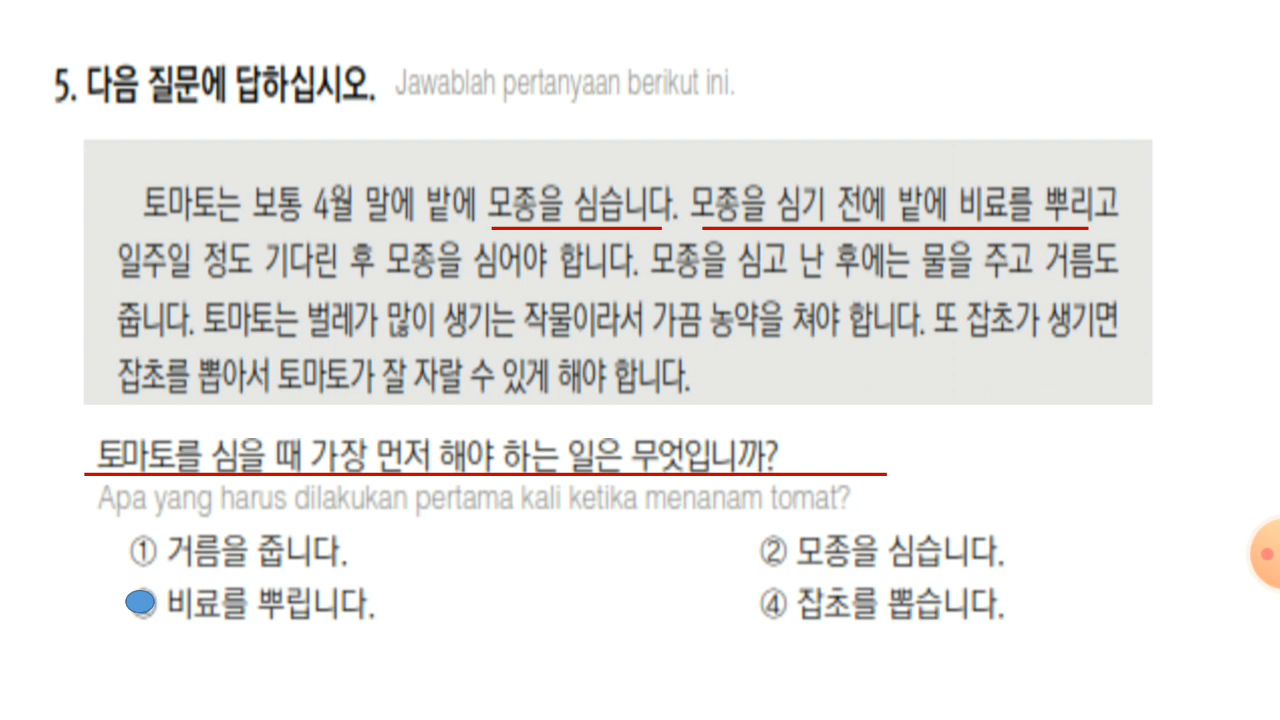 5. 다음 질문에 답하십시오. Jawablah pertanyaan berikut ini.
토마토는 보통 4월 말에 밭에 모종을 심습니다. 모종을 심기 전에 밭에 비료를 뿌리고
일주일 정도 기다린 후 모종을 심어야 합니다. 모종을 심고 난 후에는 물을 주고 거름도
줍니다. 토마토는 벌레가 많이 생기는 작물이라서 가끔 농약을 쳐야 합니다. 또 잡초가 생기면
잡초를 뽑아서 토마토가 잘 자랄 수 있게 해야 합니다.
토마토를 심을 때 가장 먼저 해야 하는 일은 무엇입니까?
Apa yang harus dilakukan pertama kali ketika menanam tomat?
① 거름을 줍니다. ② 모종을 심습니다.
비료를 뿌립니다. ④ 잡초를 뽑습니다.